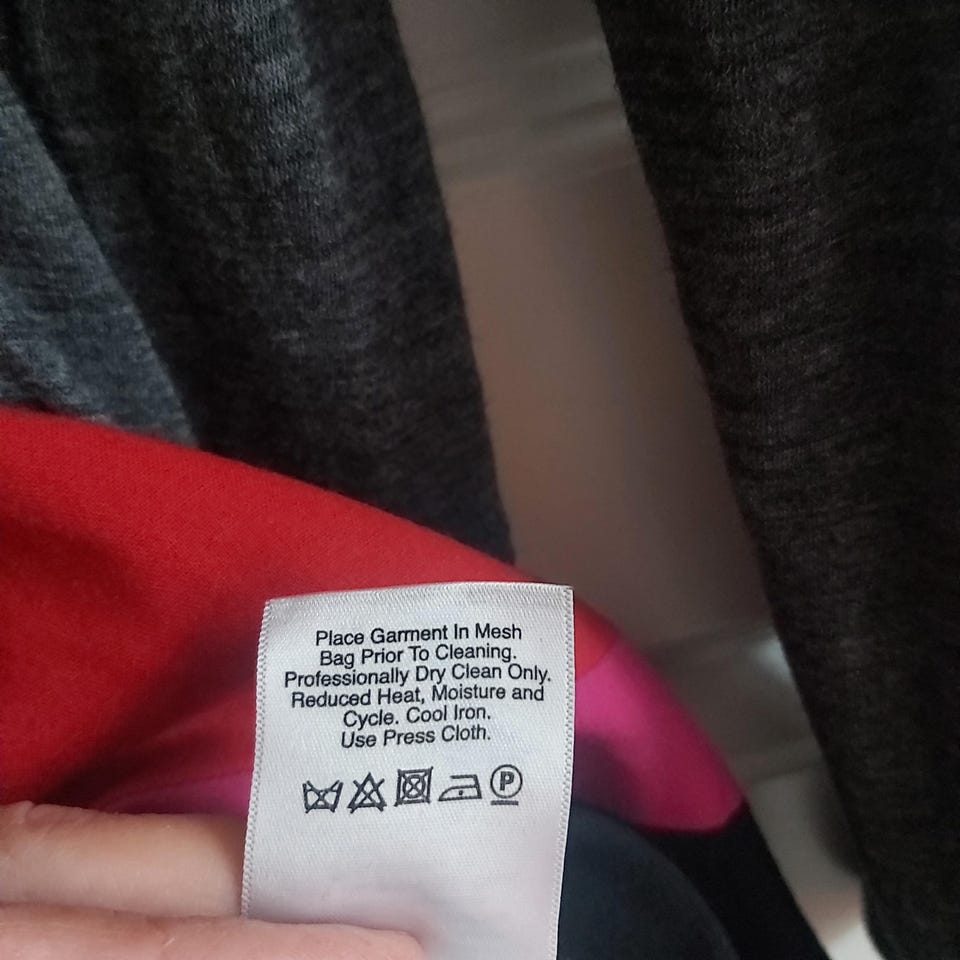 Place Garment In Mesh
Bag Prior To Cleaning.
Professionally Dry Clean Only.
Reduced Heat, Moisture and
Cycle. Cool Iron.
Use Press Cloth.
P